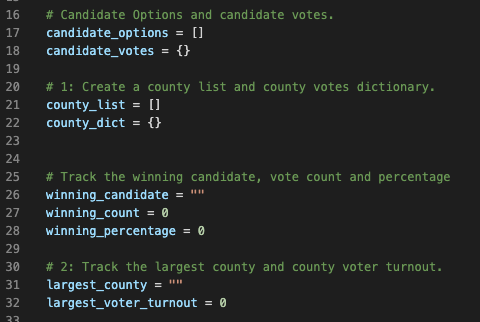 16 # Candidate Options and candidate votes.
17 candidate_options = []
18 candidate_votes = {}
19
20 # 1: Create a county list and county votes dictionary.
21 county_list = []
22 county_dict = {}
23
24
25 # Track the winning candidate, vote count and percentage
26 winning_candidate = ""
27 winning_count = 0
28 winning_percentage = 0
29
30 # 2: Track the largest county and county voter turnout.
31 largest_county = ""
32 largest_voter_turnout = 0
33